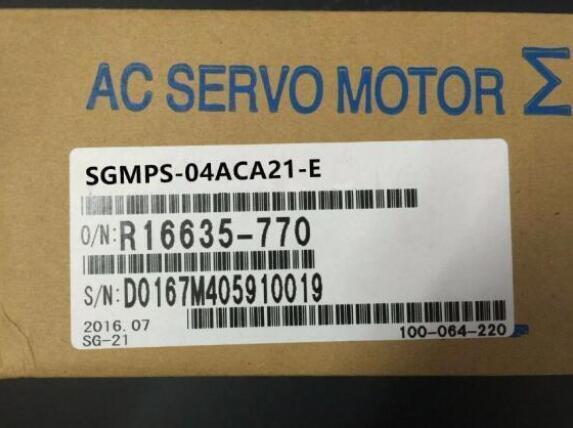 AC SERVO MOTOR Σ
SGMPS-04ACA21-E
O/N: R16635-770
S/N: D0167M405910019
2016.07
SG-21
100-064-220